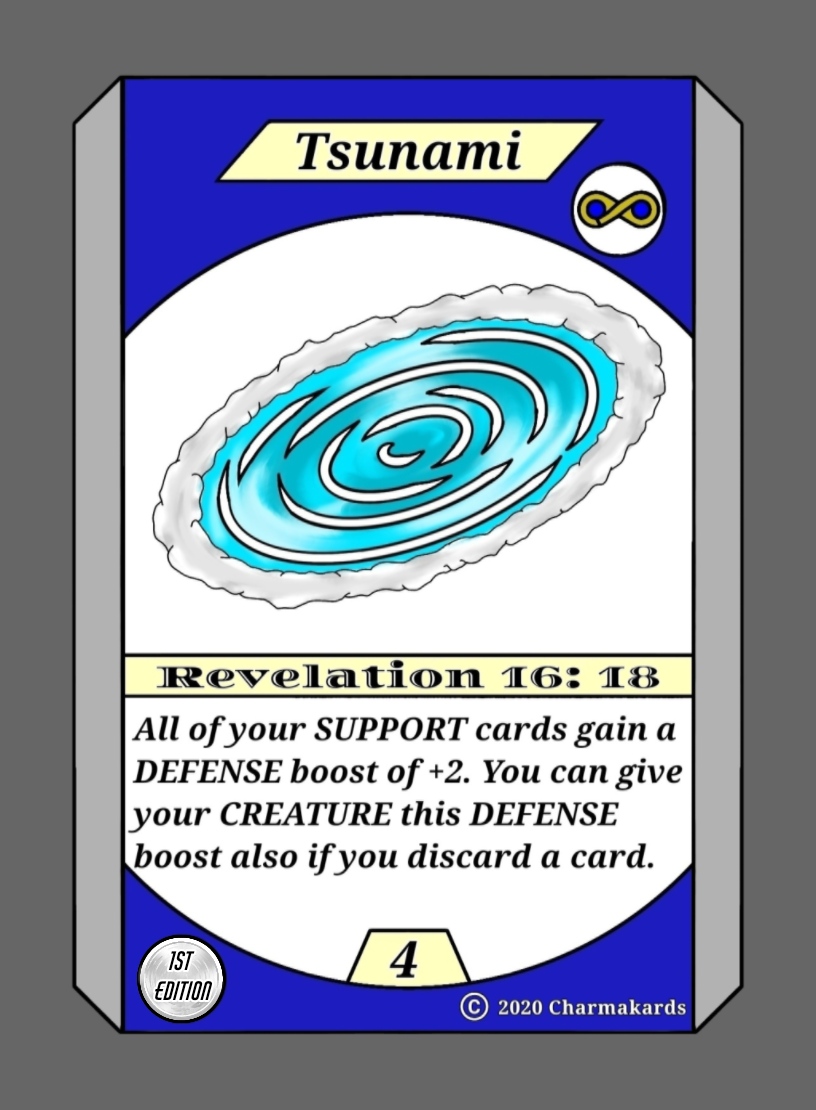 Tsunami
Revelation 16: 18
All of your SUPPORT cards gain a
DEFENSE boost of +2. You can give
your CREATURE this DEFENSE
boost also if you discard a card.
4
1ST
EDITION
© 2020 Charmakards